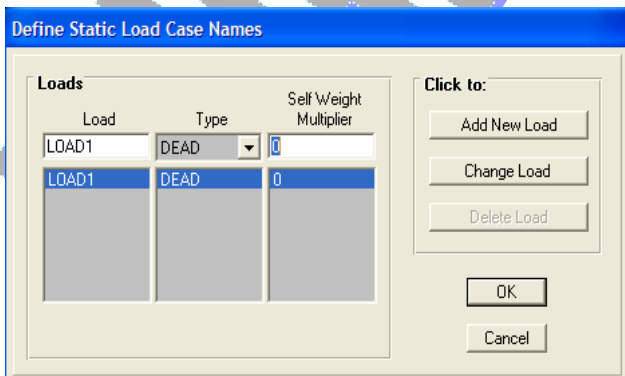 Define Static Load Case Names
Loads
Load Type Self Weight Multiplier
LOAD1 DEAD 0
LOAD1 DEAD 0
Click to:
Add New Load
Change Load
Delete Load
OK
Cancel